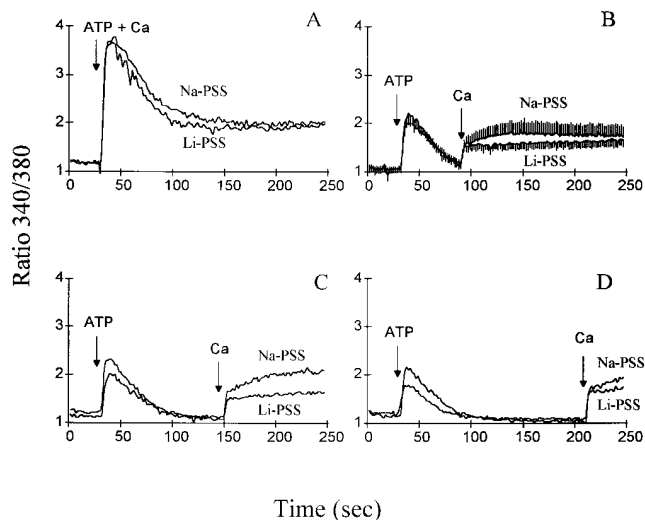 A
ATP + Ca
Na-PSS
Li-PSS
4
3
2
1
0 50 100 150 200 250
B
ATP
Ca
Na-PSS
Li-PSS
4
3
2
1
0 50 100 150 200 250
Ratio 340/380
C
ATP
Ca
Na-PSS
Li-PSS
4
3
2
1
0 50 100 150 200 250
D
ATP
Ca
Na-PSS
Li-PSS
4
3
2
1
0 50 100 150 200 250
Time (sec)